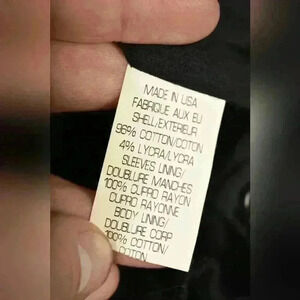 MADE IN USA
FABRIQUE AUX EU
SHELL/EXTERIEUR
96% COTTON/COTON
4% LYCRA/LYCRA
SLEEVES LINING/
DOUBLURE MANCHES
100% CUPRO RAYON
CUPRO RAYONNE
BODY LINING/
DOUBLURE CORP
100% COTTON/
COTON